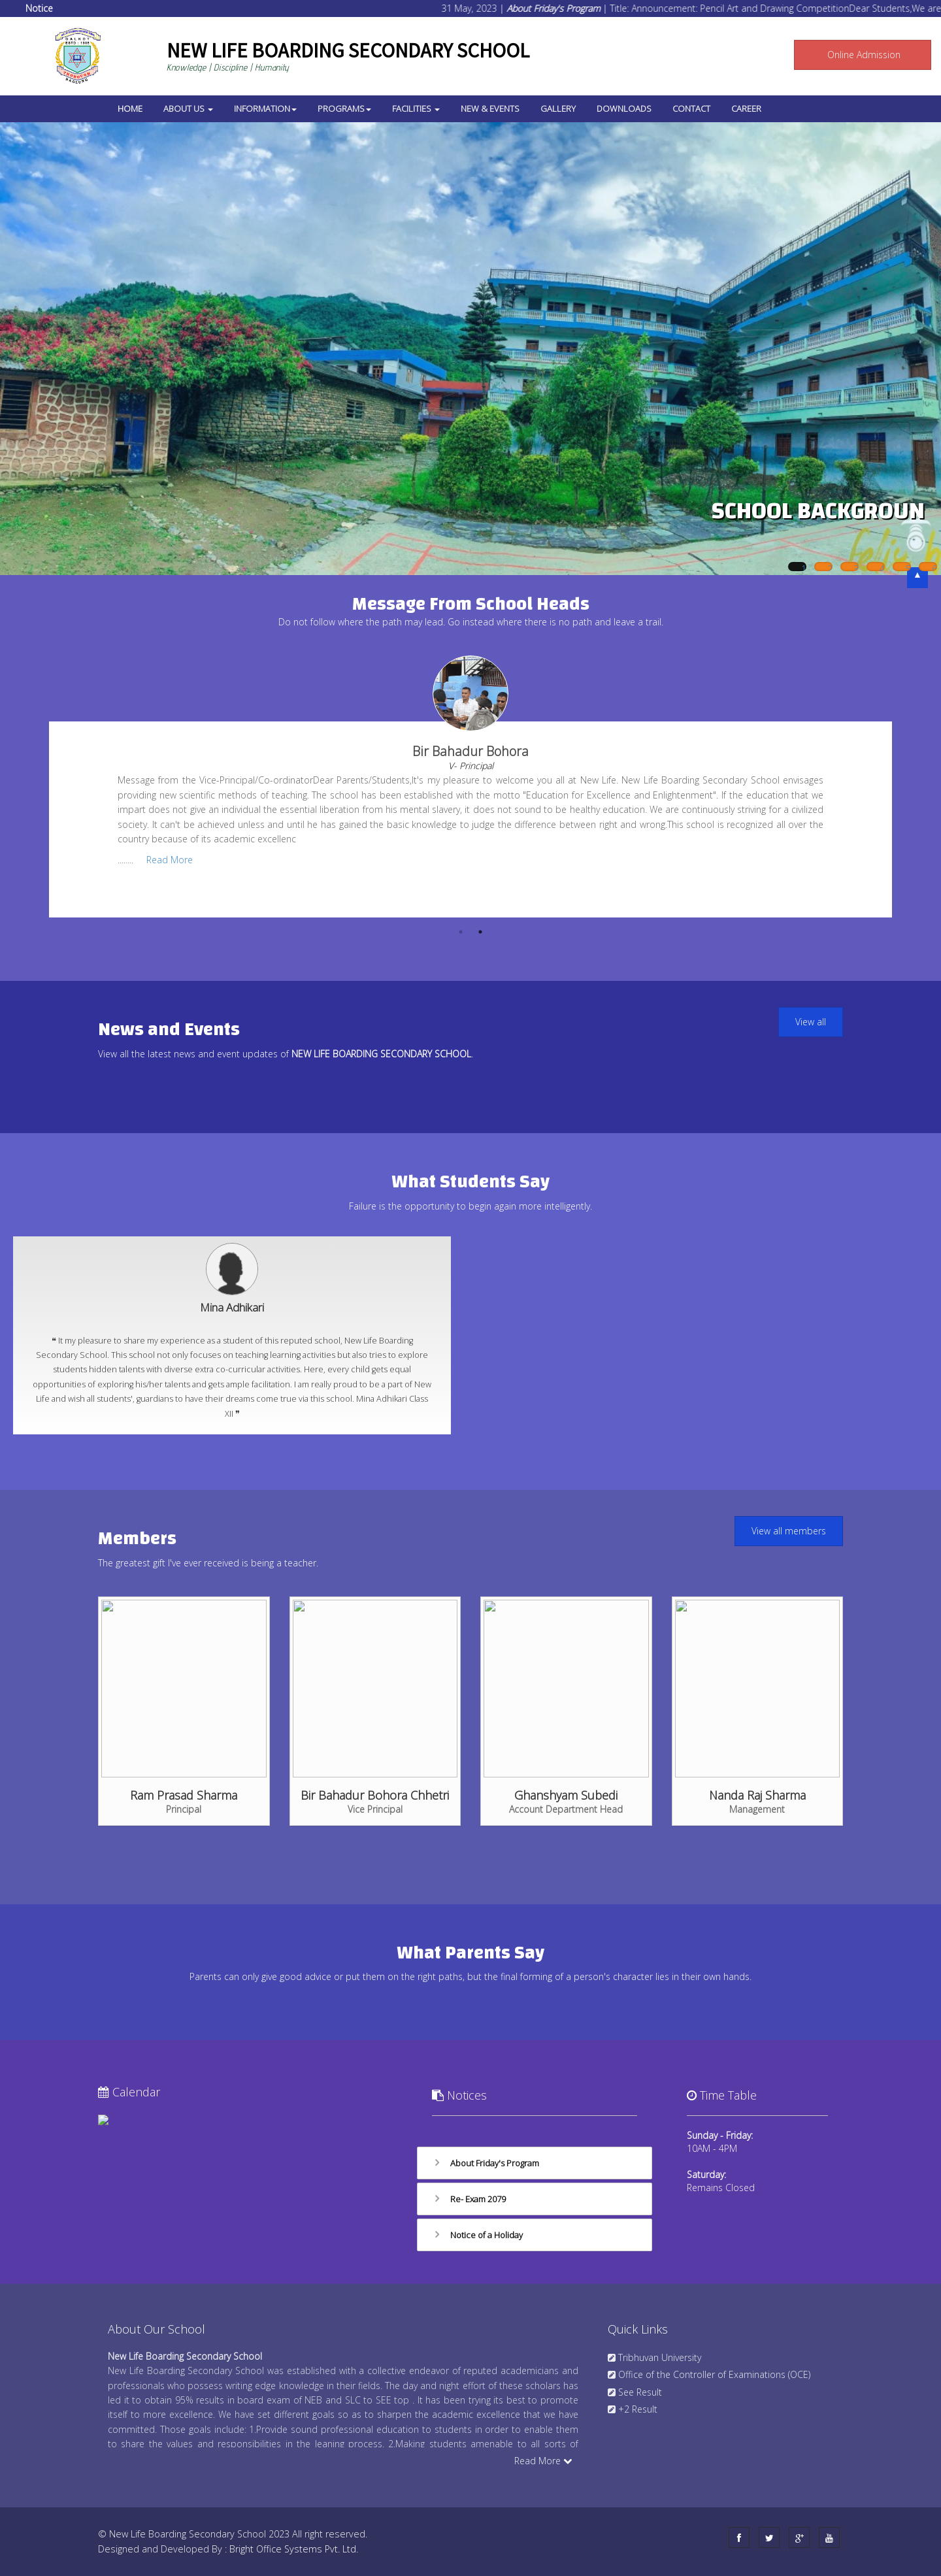 Notice
31 May, 2023 | About Friday's Program | Title: Announcement: Pencil Art and Drawing CompetitionDear Students,We are
NEW LIFE BOARDING SECONDARY SCHOOL
Knowledge | Discipline | Humanity
Online Admission
HOME ABOUT US INFORMATION PROGRAMS FACILITIES NEW & EVENTS GALLERY DOWNLOADS CONTACT CAREER
SCHOOL BACKGROUN
Message From School Heads
Do not follow where the path may lead. Go instead where there is no path and leave a trail.
Bir Bahadur Bohora
V- Principal
Message from the Vice-Principal/Co-ordinatorDear Parents/Students,It's my pleasure to welcome you all at New Life. New Life Boarding Secondary School envisages
providing new scientific methods of teaching. The school has been established with the motto "Education for Excellence and Enlightenment". If the education that we
impart does not give an individual the essential liberation from his mental slavery, it does not sound to be healthy education. We are continuously striving for a civilized
society. It can't be achieved unless and until he has gained the basic knowledge to judge the difference between right and wrong.This school is recognized all over the
country because of its academic excellenc
........ Read More
News and Events
View all
View all the latest news and event updates of NEW LIFE BOARDING SECONDARY SCHOOL.
What Students Say
Failure is the opportunity to begin again more intelligently.
Mina Adhikari
❝ It my pleasure to share my experience as a student of this reputed school, New Life Boarding
Secondary School. This school not only focuses on teaching learning activities but also tries to explore
students hidden talents with diverse extra co-curricular activities. Here, every child gets equal
opportunities of exploring his/her talents and gets ample facilitation. I am really proud to be a part of New
Life and wish all students', guardians to have their dreams come true via this school. Mina Adhikari Class
XII ❞
Members
View all members
The greatest gift I've ever received is being a teacher.
Ram Prasad Sharma
Principal
Bir Bahadur Bohora Chhetri
Vice Principal
Ghanshyam Subedi
Account Department Head
Nanda Raj Sharma
Management
What Parents Say
Parents can only give good advice or put them on the right paths, but the final forming of a person's character lies in their own hands.
Calendar
Notices
About Friday's Program
Re- Exam 2079
Notice of a Holiday
Time Table
Sunday - Friday:
10AM - 4PM
Saturday:
Remains Closed
About Our School
New Life Boarding Secondary School
New Life Boarding Secondary School was established with a collective endeavor of reputed academicians and
professionals who possess writing edge knowledge in their fields. The day and night effort of these scholars has
led it to obtain 95% results in board exam of NEB and SLC to SEE top . It has been trying its best to promote
itself to more excellence. We have set different goals so as to sharpen the academic excellence that we have
committed. Those goals include: 1.Provide sound professional education to students in order to enable them
to share the values and responsibilities in the leaning process. 2.Making students amenable to all sorts of
Read More
Quick Links
Tribhuvan University
Office of the Controller of Examinations (OCE)
See Result
+2 Result
© New Life Boarding Secondary School 2023 All right reserved.
Designed and Developed By : Bright Office Systems Pvt. Ltd.